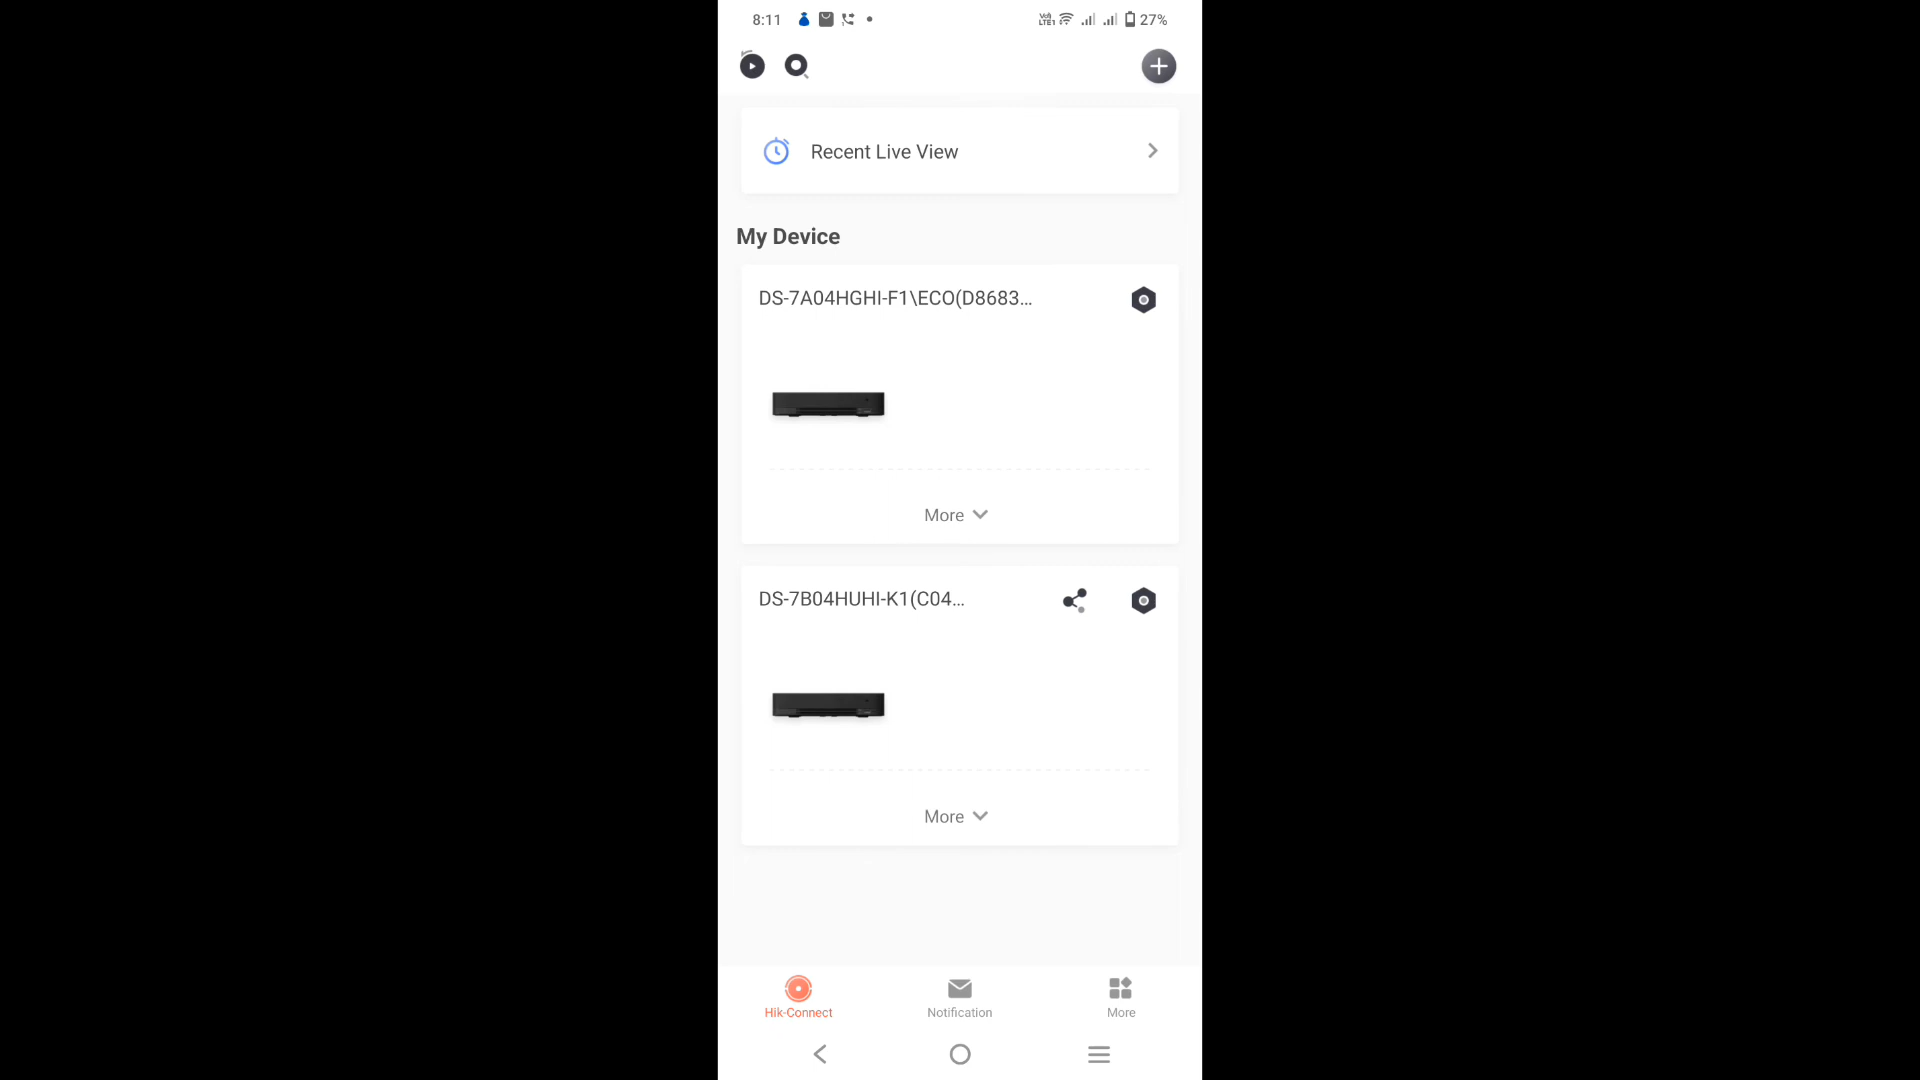 8:11
27%
Recent Live View
My Device
DS-7A04HGHI-F1\ECO(D8683...
More
DS-7B04HUHI-K1(C04...
More
Hik-Connect
Notification
More